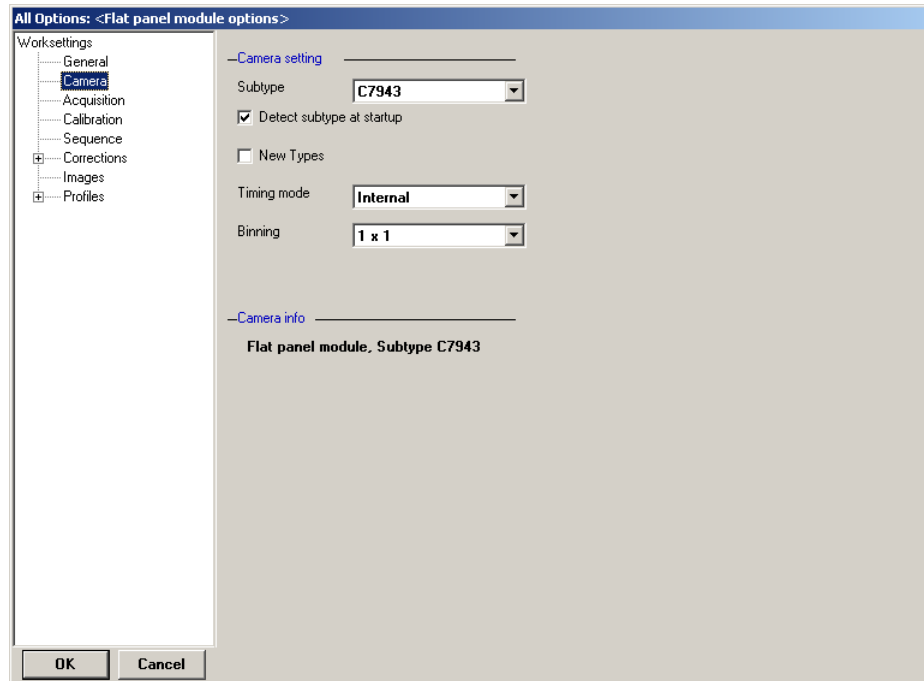 All Options: <Flat panel module options>
Worksettings
General
Camera
Acquisition
Calibration
Sequence
Corrections
Images
Profiles
Camera setting
Subtype
C7943
Detect subtype at startup
New Types
Timing mode
Internal
Binning
1 x 1
Camera info
Flat panel module, Subtype C7943
OK
Cancel